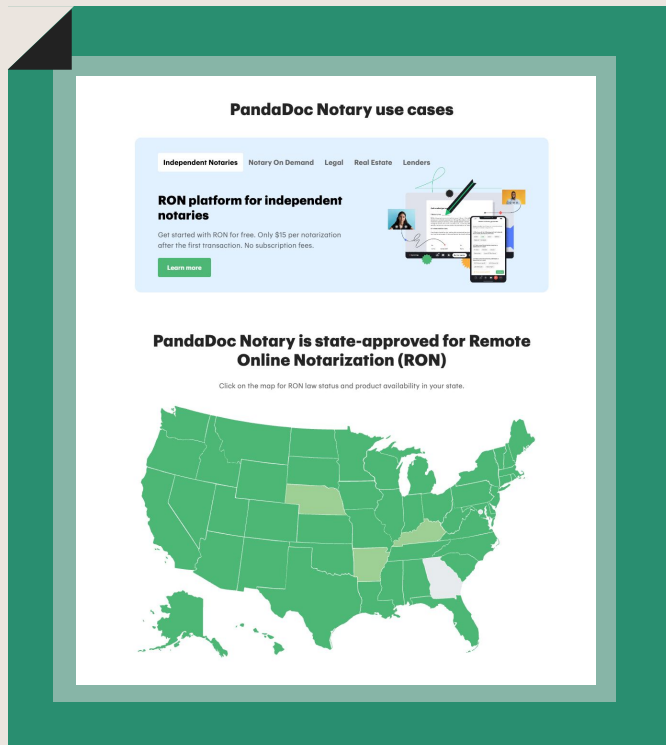 PandaDoc Notary use cases
Independent Notaries Notary On Demand Legal Real Estate Lenders
RON platform for independent
notaries
Get started with RON for free. Only $15 per notarization
after the first transaction. No subscription fees.
Learn more
PandaDoc Notary is state-approved for Remote
Online Notarization (RON)
Click on the map for RON law status and product availability in your state.